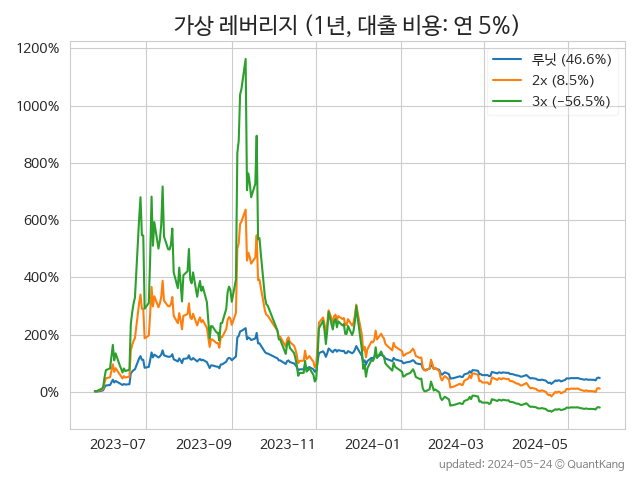 가상 레버리지 (1년, 대출 비용: 연 5%)
1200%
1000%
800%
600%
400%
200%
0%
루닛 (46.6%)
2x (8.5%)
3x (−56.5%)
2023-07
2023-09
2023-11
2024-01
2024-03
2024-05
updated: 2024-05-24 © QuantKang